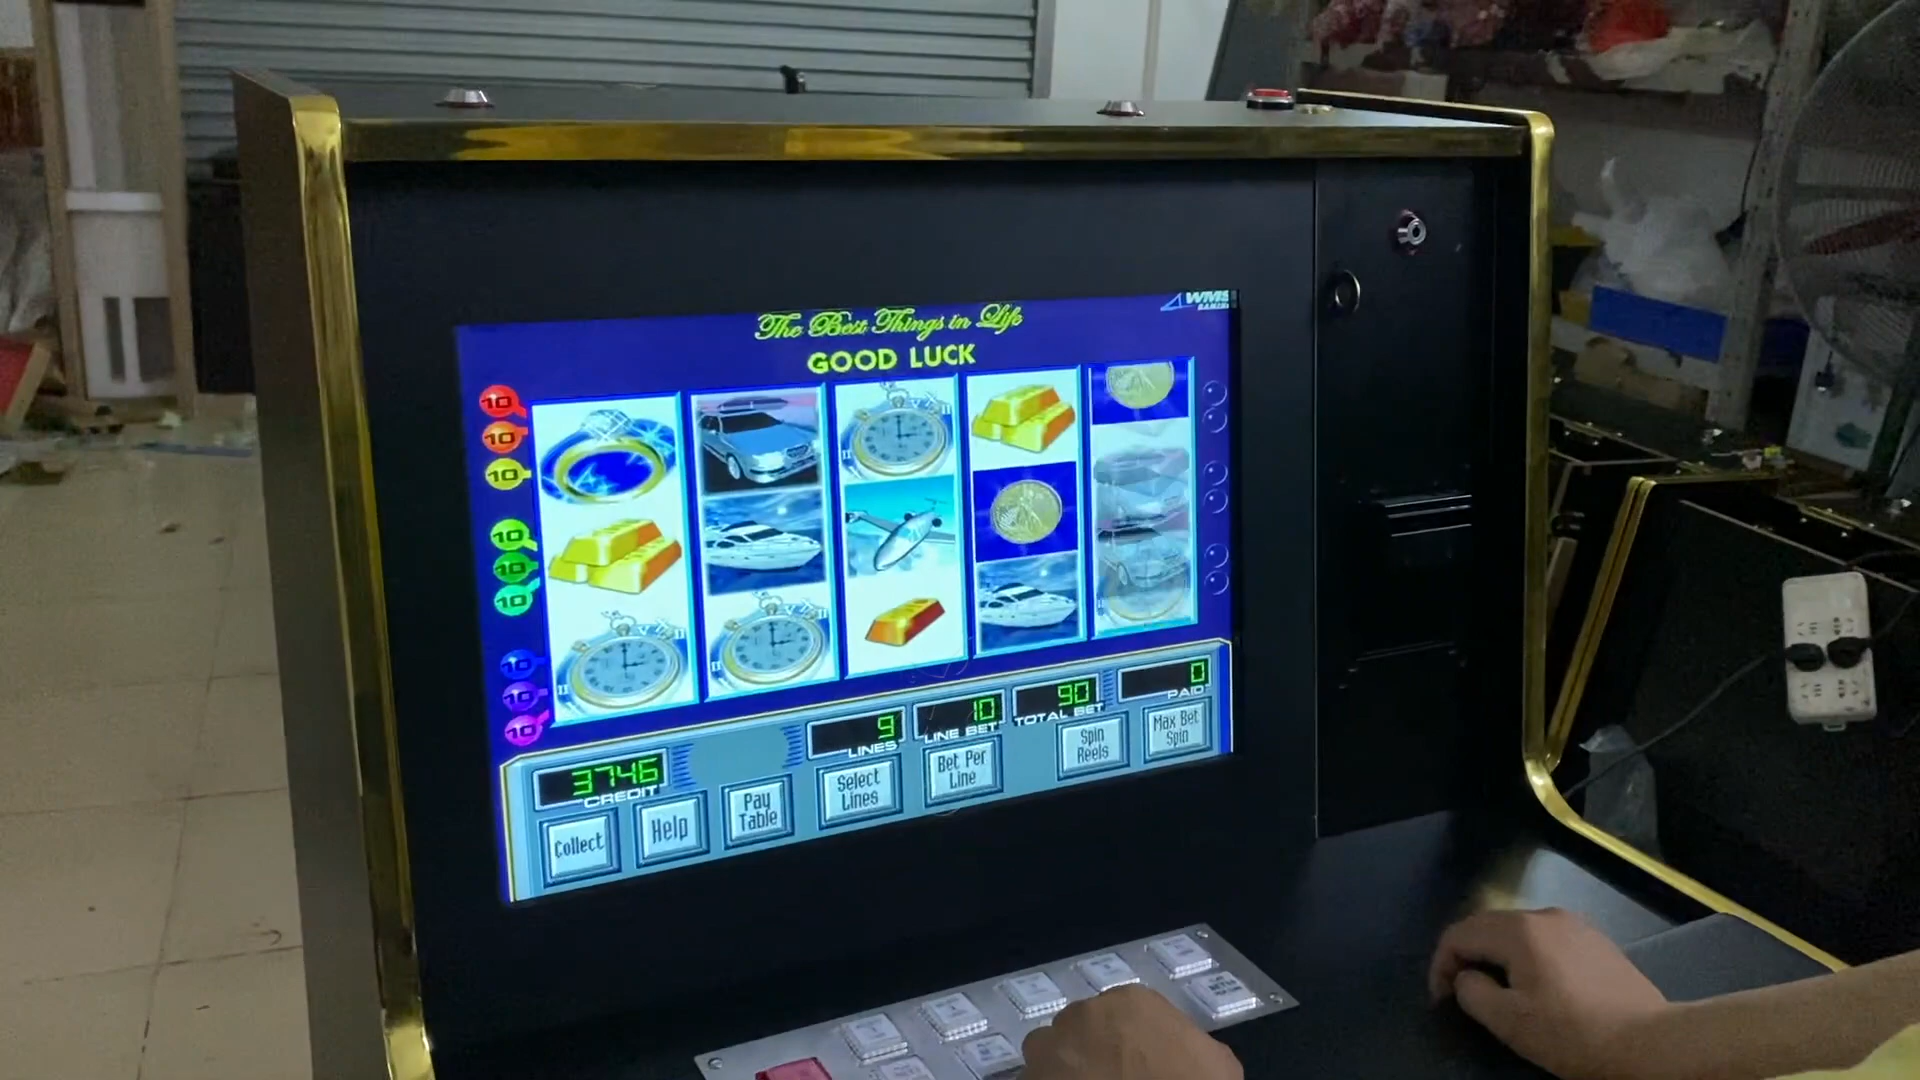 WMS
GAMING
The Best Things in Life
GOOD LUCK
10
10
10
10
10
10
10
10
10
3746
CREDIT
9
LINES
10
LINE BET
90
TOTAL BET
0
PAID
Collect
Help
Pay Table
Select Lines
Bet Per Line
Spin Reels
Max Bet Spin